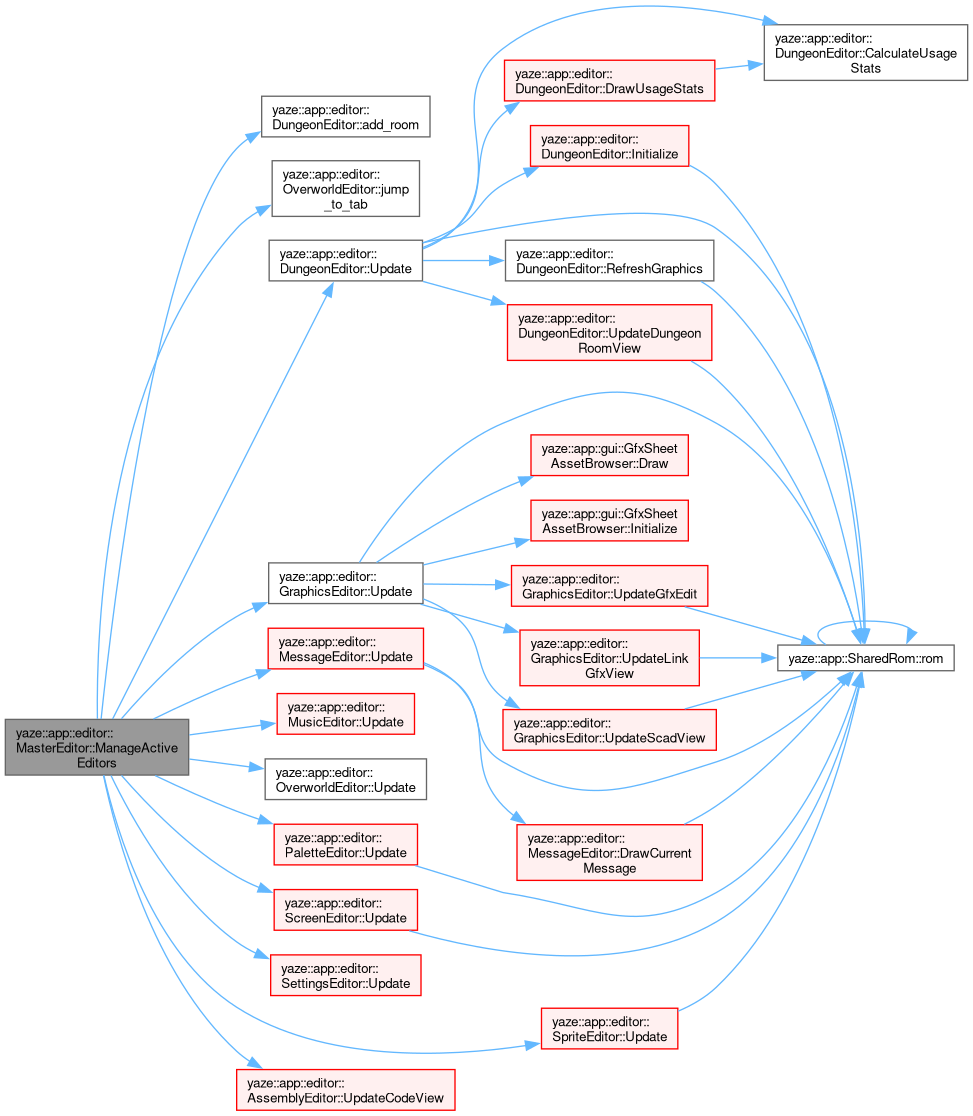 yaze::app::editor::
DungeonEditor::CalculateUsage
Stats
yaze::app::editor::
DungeonEditor::DrawUsageStats
yaze::app::editor::
DungeonEditor::add_room
yaze::app::editor::
DungeonEditor::Initialize
yaze::app::editor::
OverworldEditor::jump
_to_tab
yaze::app::editor::
DungeonEditor::Update
yaze::app::editor::
DungeonEditor::RefreshGraphics
yaze::app::editor::
DungeonEditor::UpdateDungeon
RoomView
yaze::app::gui::GfxSheet
AssetBrowser::Draw
yaze::app::gui::GfxSheet
AssetBrowser::Initialize
yaze::app::editor::
GraphicsEditor::Update
yaze::app::editor::
GraphicsEditor::UpdateGfxEdit
yaze::app::editor::
MessageEditor::Update
yaze::app::editor::
GraphicsEditor::UpdateLink
GfxView
yaze::app::SharedRom::rom
yaze::app::editor::
MusicEditor::Update
yaze::app::editor::
GraphicsEditor::UpdateScadView
yaze::app::editor::
MasterEditor::ManageActive
Editors
yaze::app::editor::
OverworldEditor::Update
yaze::app::editor::
PaletteEditor::Update
yaze::app::editor::
MessageEditor::DrawCurrent
Message
yaze::app::editor::
ScreenEditor::Update
yaze::app::editor::
SettingsEditor::Update
yaze::app::editor::
SpriteEditor::Update
yaze::app::editor::
AssemblyEditor::UpdateCodeView